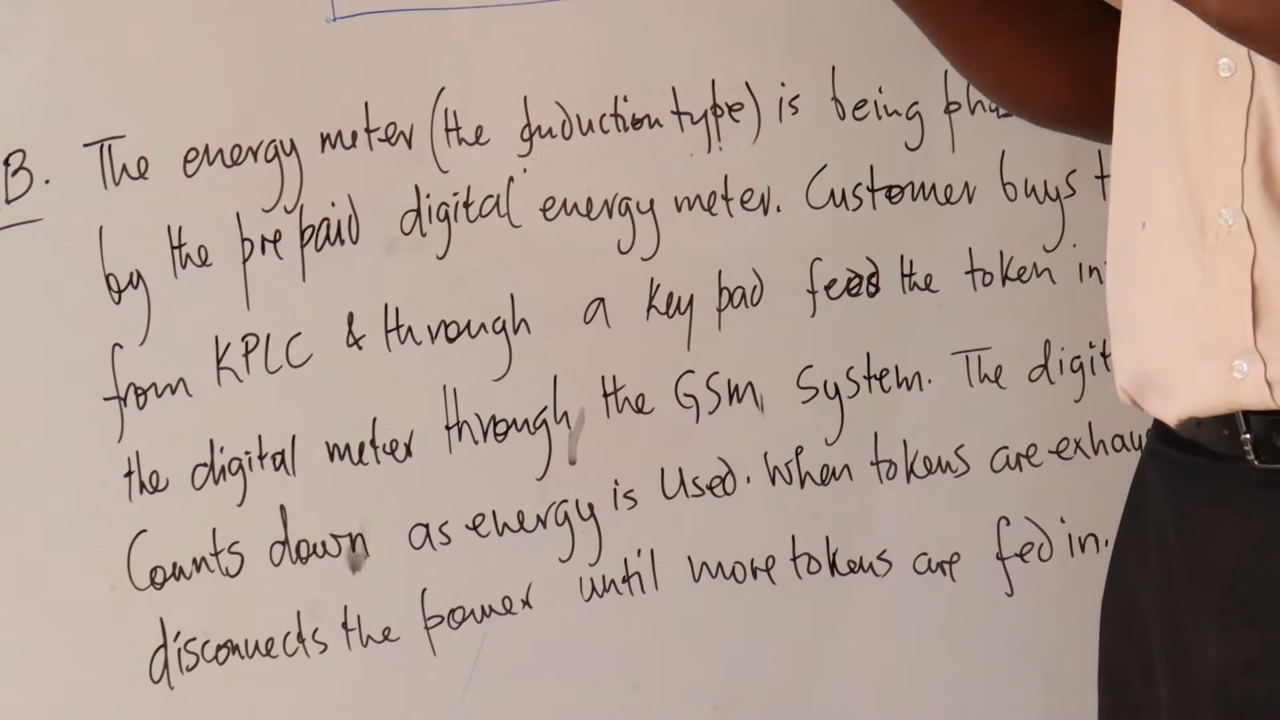 B. The energy meter (the induction type) is being pha
by the prepaid digital energy meter. Customer buys t
from KPLC & through a key pad feed the token in
the digital meter through the GSM, system. The digit
Counts down as energy is Used. When tokens are exhau
disconnects the power until more tokens are fed in.